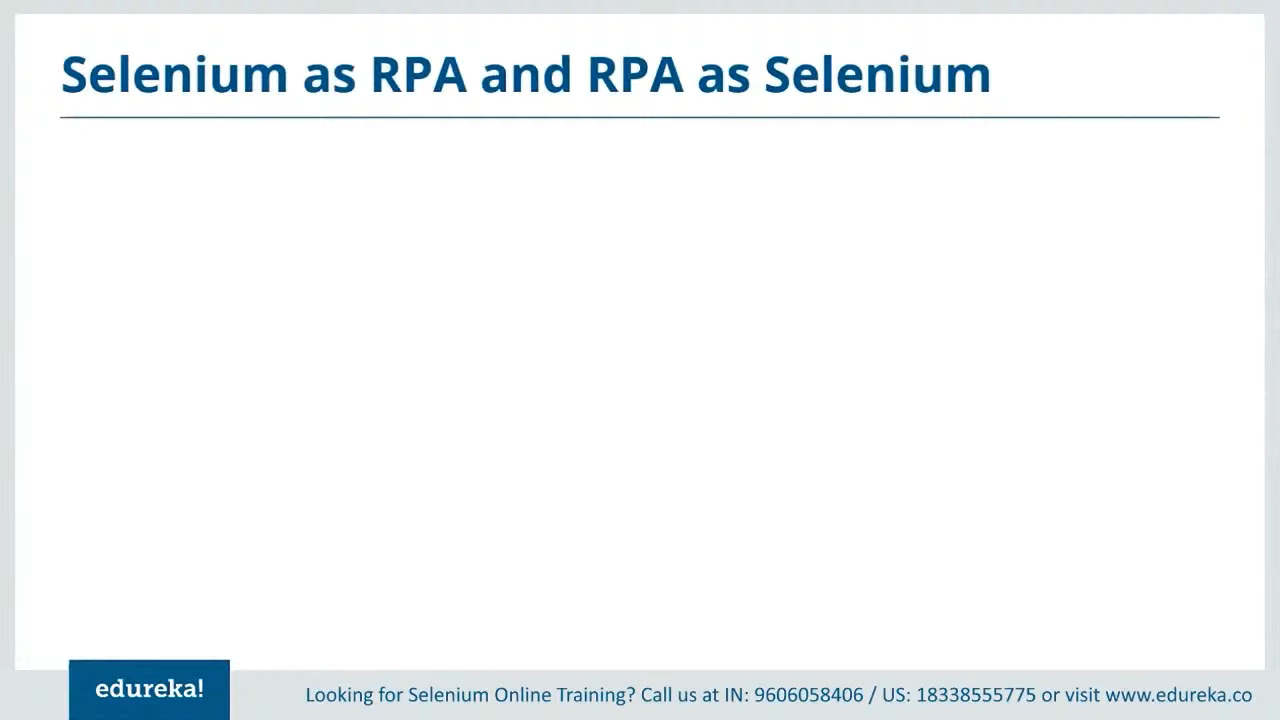 Selenium as RPA and RPA as Selenium
edureka!
Looking for Selenium Online Training? Call us at IN: 9606058406 / US: 18338555775 or visit www.edureka.co